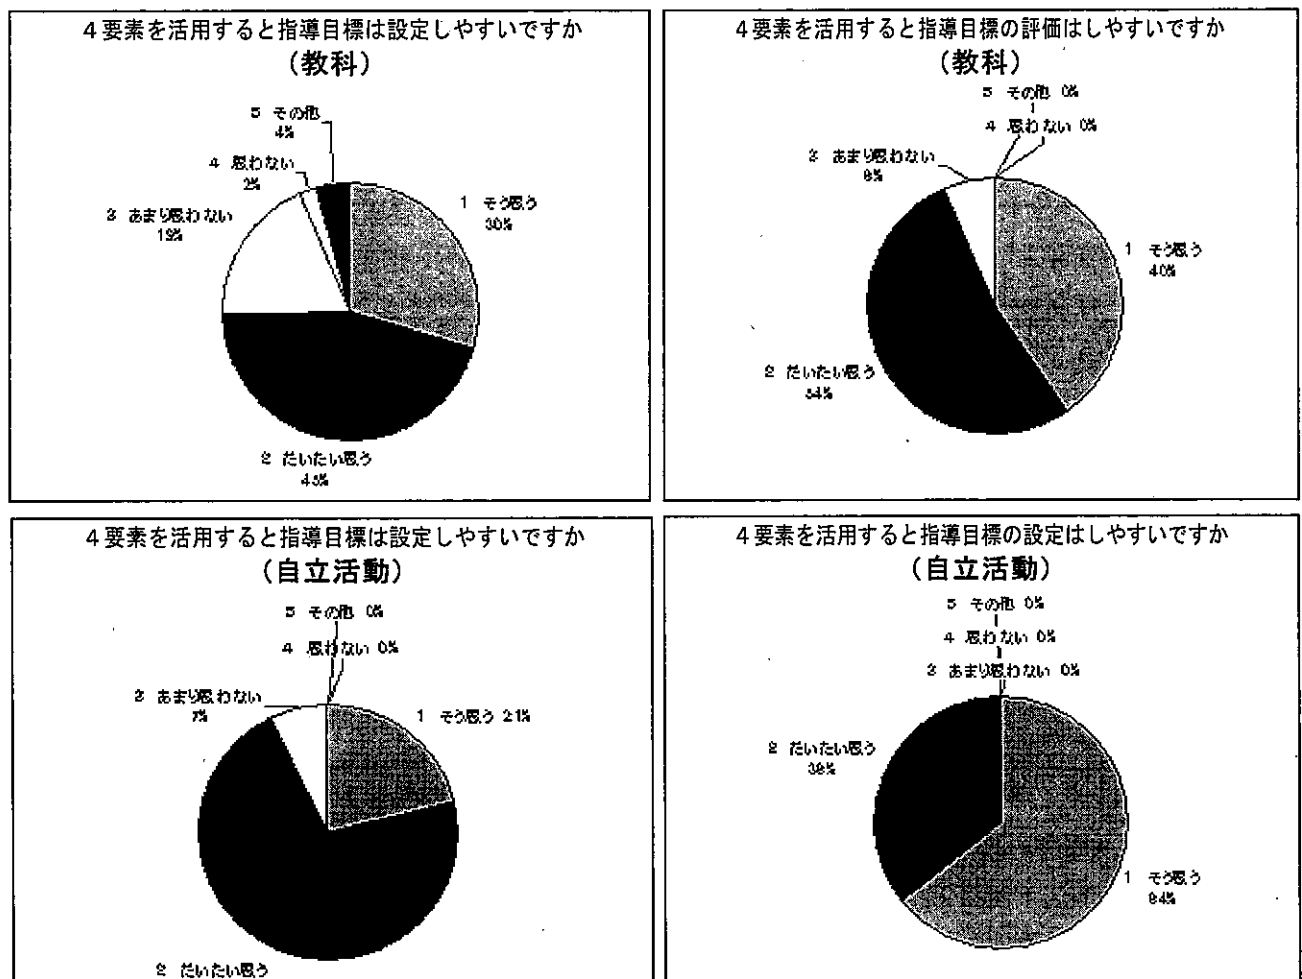 4要素を活用すると指導目標は設定しやすいですか
(教科)
5 その他
4%
4 思わない
2%
3 あまり思わない
19%
1 そう思う
30%
2 だいたい思う
45%
4要素を活用すると指導目標の評価はしやすいですか
(教科)
5 その他 0%
4 思わない 0%
3 あまり思わない
1 そう思う
40%
2 だいたい思う
54%
4要素を活用すると指導目標は設定しやすいですか
(自立活動)
5 その他 0%
4 思わない 0%
3 あまり思わない
7%
1 そう思う 21%
2 だいたい思う
4要素を活用すると指導目標の設定はしやすいですか
(自立活動)
5 その他 0%
4 思わない 0%
3 あまり思わない 0%
2 だいたい思う
1 そう思う